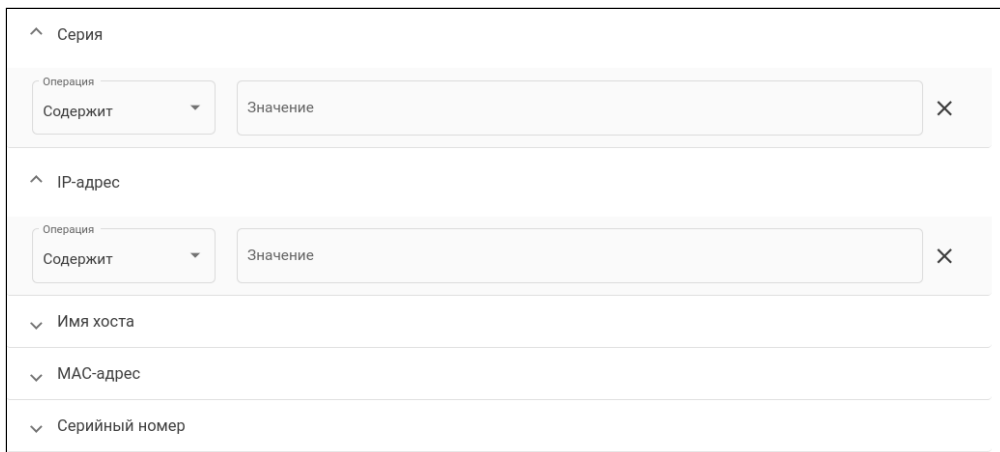 Серия
Операция
Содержит
Значение
IP-адрес
Операция
Содержит
Значение
Имя хоста
MAC-адрес
Серийный номер